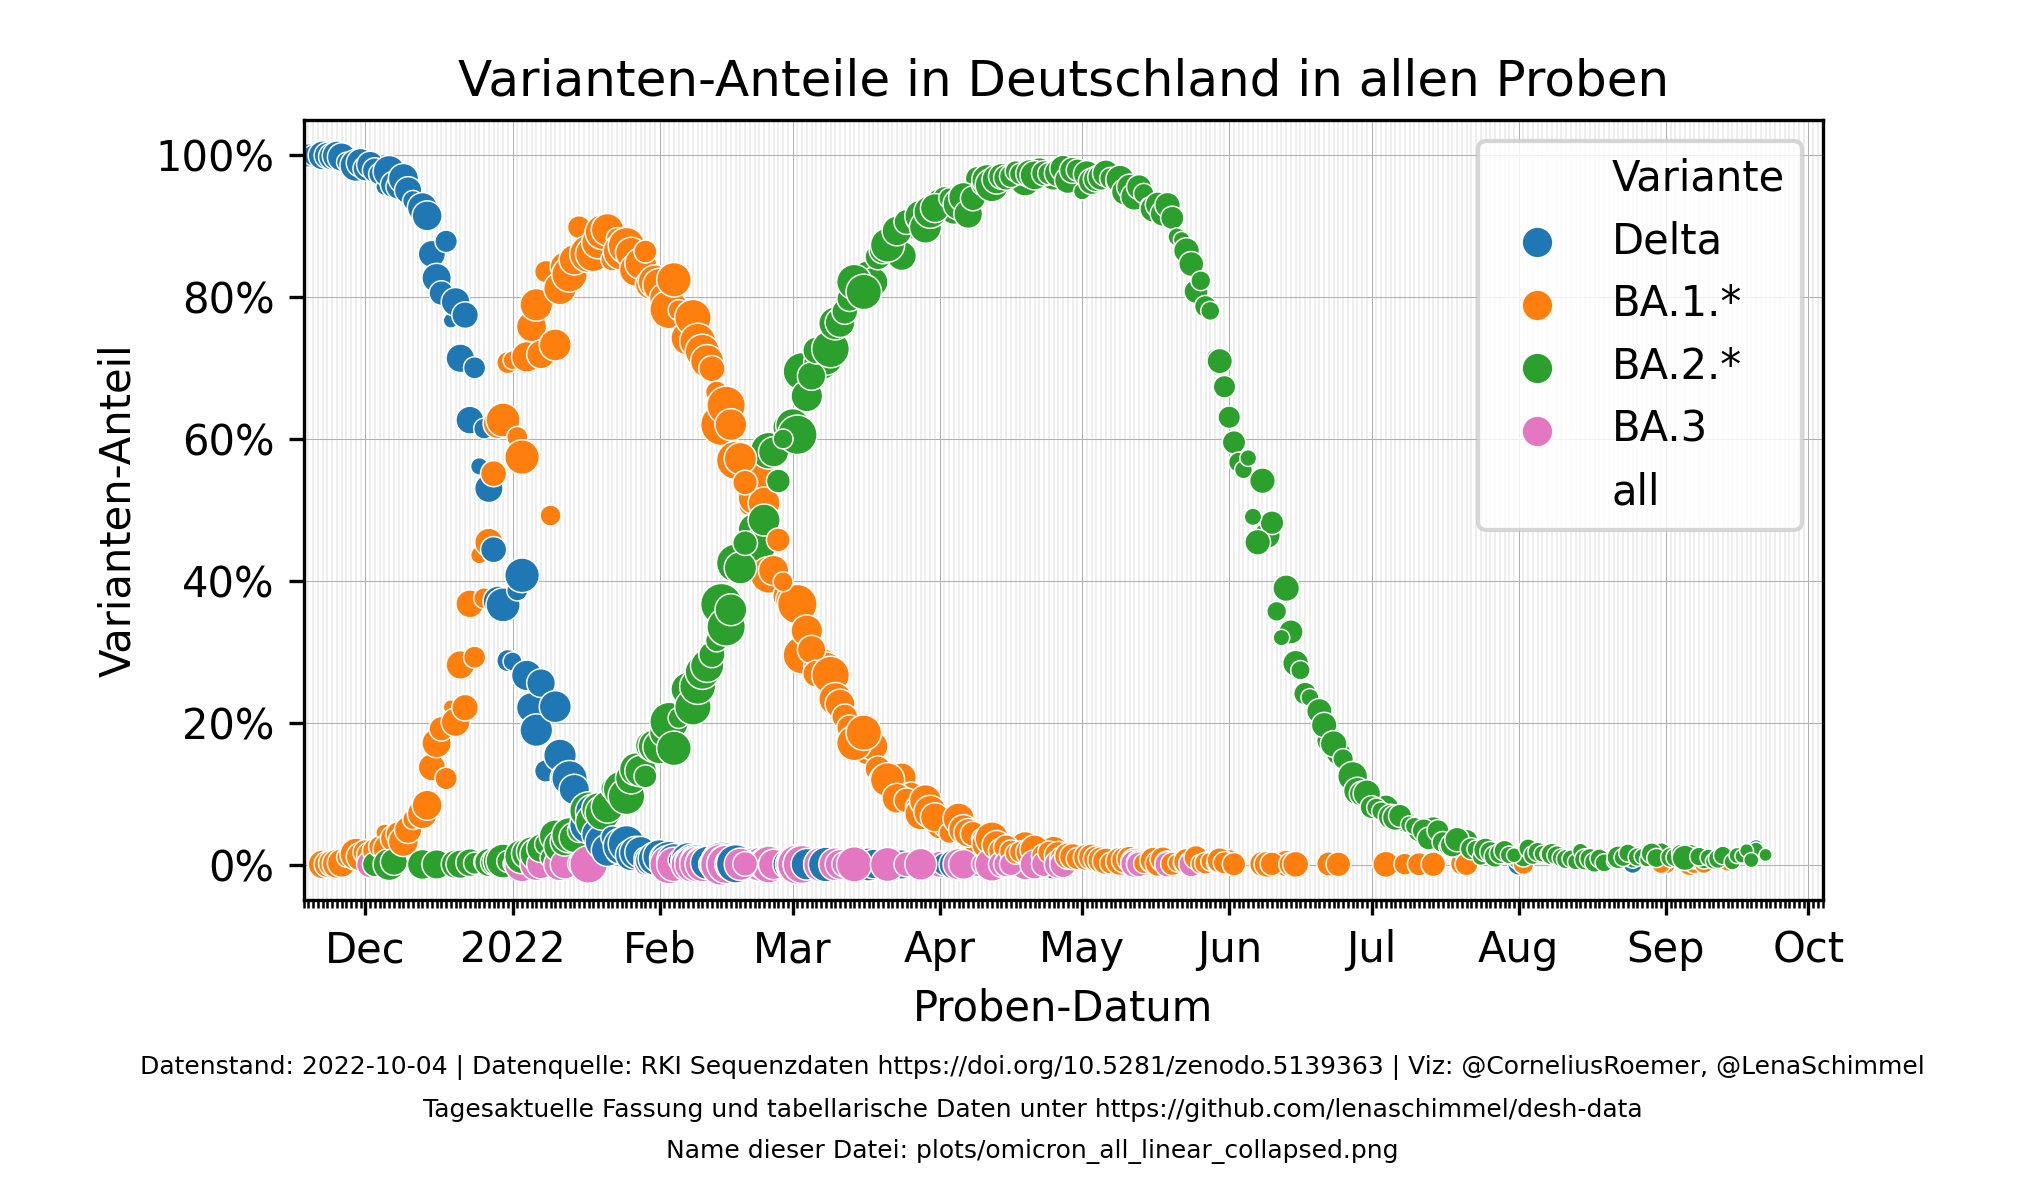 Varianten-Anteile in Deutschland in allen Proben
100%
80%
60%
40%
20%
0%
Varianten-Anteil
Variante
Delta
BA.1.*
BA.2.*
BA.3
all
Dec 2022 Feb Mar Apr May Jun Jul Aug Sep Oct
Proben-Datum
Datenstand: 2022-10-04 | Datenquelle: RKI Sequenzdaten https://doi.org/10.5281/zenodo.5139363 | Viz: @CorneliusRoemer, @LenaSchimmel
Tagesaktuelle Fassung und tabellarische Daten unter https://github.com/lenaschimmel/desh-data
Name dieser Datei: plots/omicron_all_linear_collapsed.png